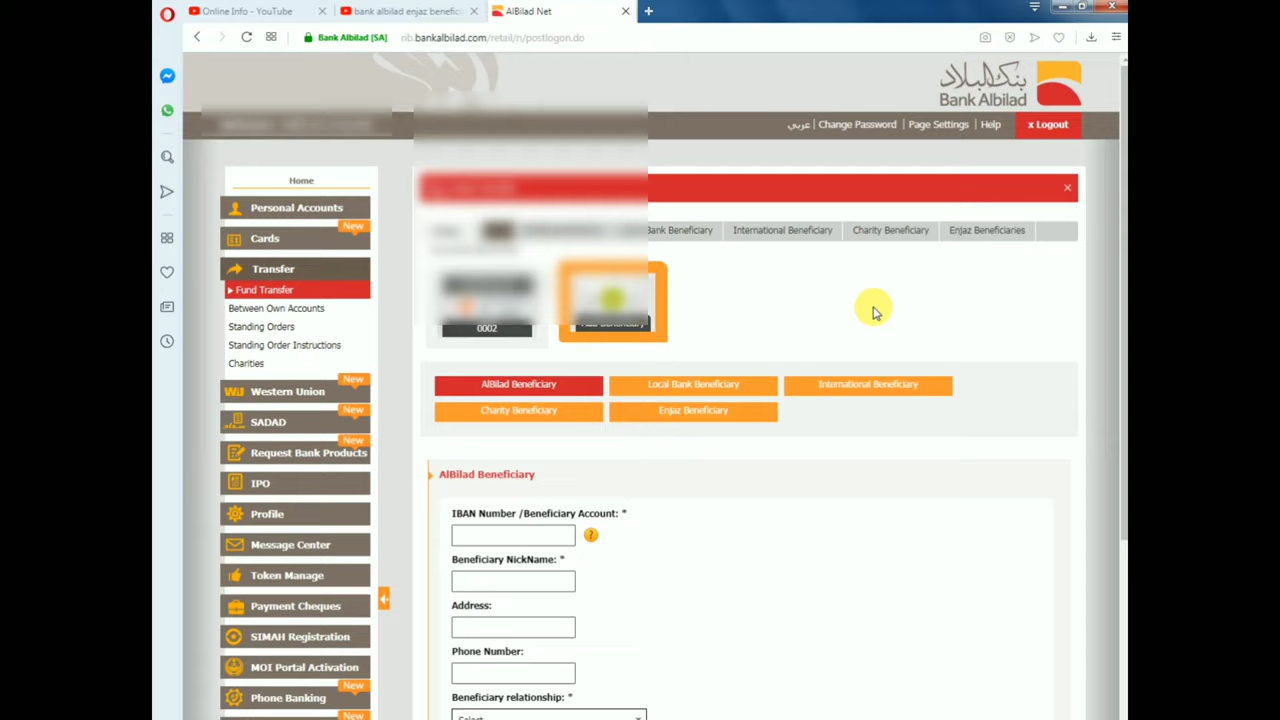 Online Info - YouTube
bank albilad enjaz benefic
AlBilad Net
Bank Albilad [SA]
rib.bankalbilad.com/retail/n/postlogon.do
بنك البلاد
Bank Albilad
عربي | Change Password | Page Settings | Help
x Logout
Home
Personal Accounts
New
Cards
Transfer
Fund Transfer
Between Own Accounts
Standing Orders
Standing Order Instructions
Charities
New
WU Western Union
New
SADAD
New
Request Bank Products
IPO
Profile
Message Center
Token Manage
Payment Cheques
SIMAH Registration
MOI Portal Activation
New
Phone Banking
New
Bank Beneficiary
International Beneficiary
Charity Beneficiary
Enjaz Beneficiaries
0002
AlBilad Beneficiary
Local Bank Beneficiary
International Beneficiary
Charity Beneficiary
Enjaz Beneficiary
AlBilad Beneficiary
IBAN Number /Beneficiary Account: *
?
Beneficiary NickName: *
Address:
Phone Number:
Beneficiary relationship: *
Select